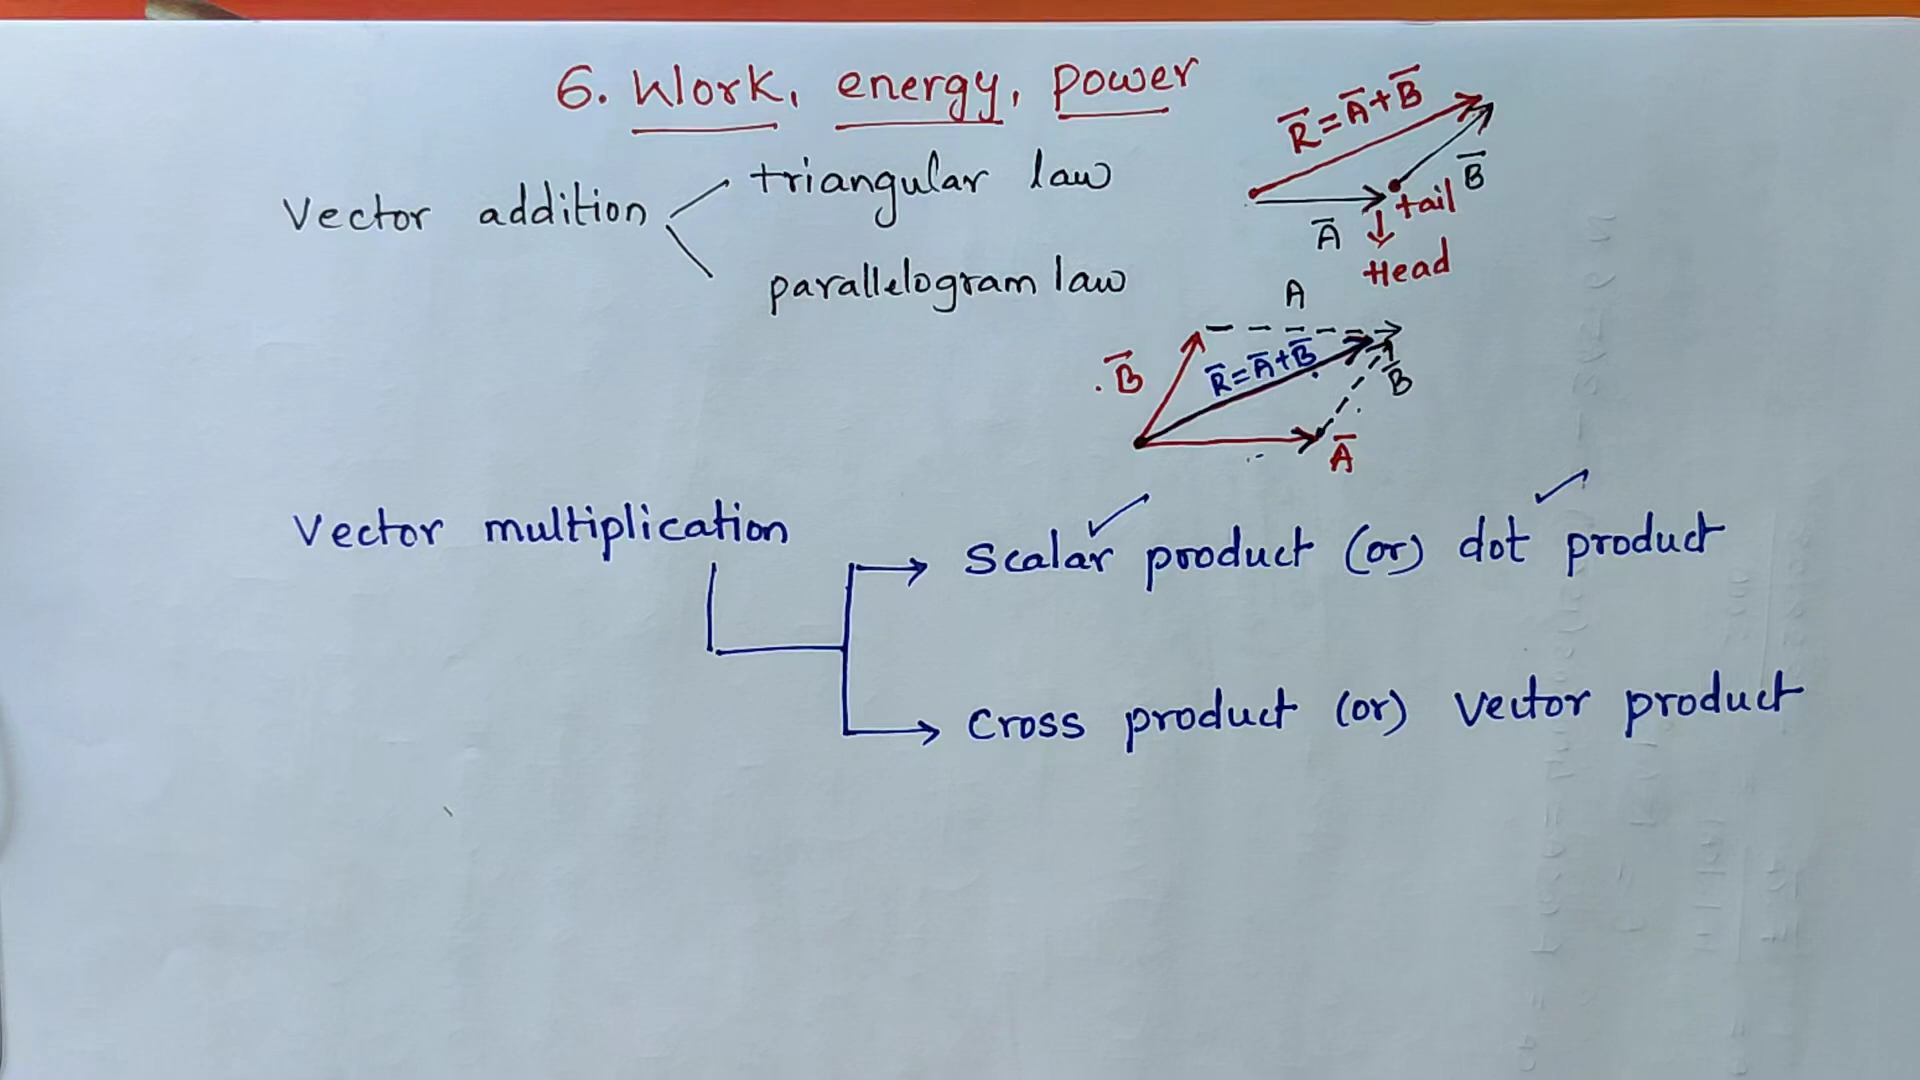 6. Work, energy, power
Vector addition
triangular law
parallelogram law
R̅ = A̅ + B̅
B̅
A̅
tail
Head
A
B̅
R̅ = A̅ + B̅
B
A̅
Vector multiplication
Scalar product (or) dot product
Cross product (or) Vector product